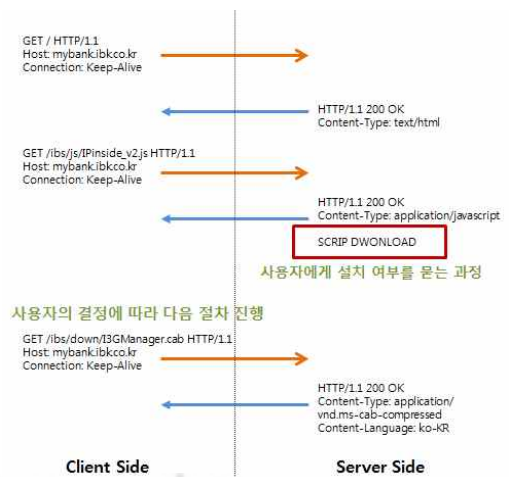 GET / HTTP/1.1
Host: mybank.ibk.co.kr
Connection: Keep-Alive
HTTP/1.1 200 OK
Content-Type: text/html
GET /ibs/js/IPinside_v2.js HTTP/1.1
Host: mybank.ibk.co.kr
Connection: Keep-Alive
HTTP/1.1 200 OK
Content-Type: application/javascript
SCRIP DWONLOAD
사용자에게 설치 여부를 묻는 과정
사용자의 결정에 따라 다음 절차 진행
GET /ibs/down/I3GManager.cab HTTP/1.1
Host: mybank.ibk.co.kr
Connection: Keep-Alive
HTTP/1.1 200 OK
Content-Type: application/
vnd.ms-cab-compressed
Content-Language: ko-KR
Client Side
Server Side